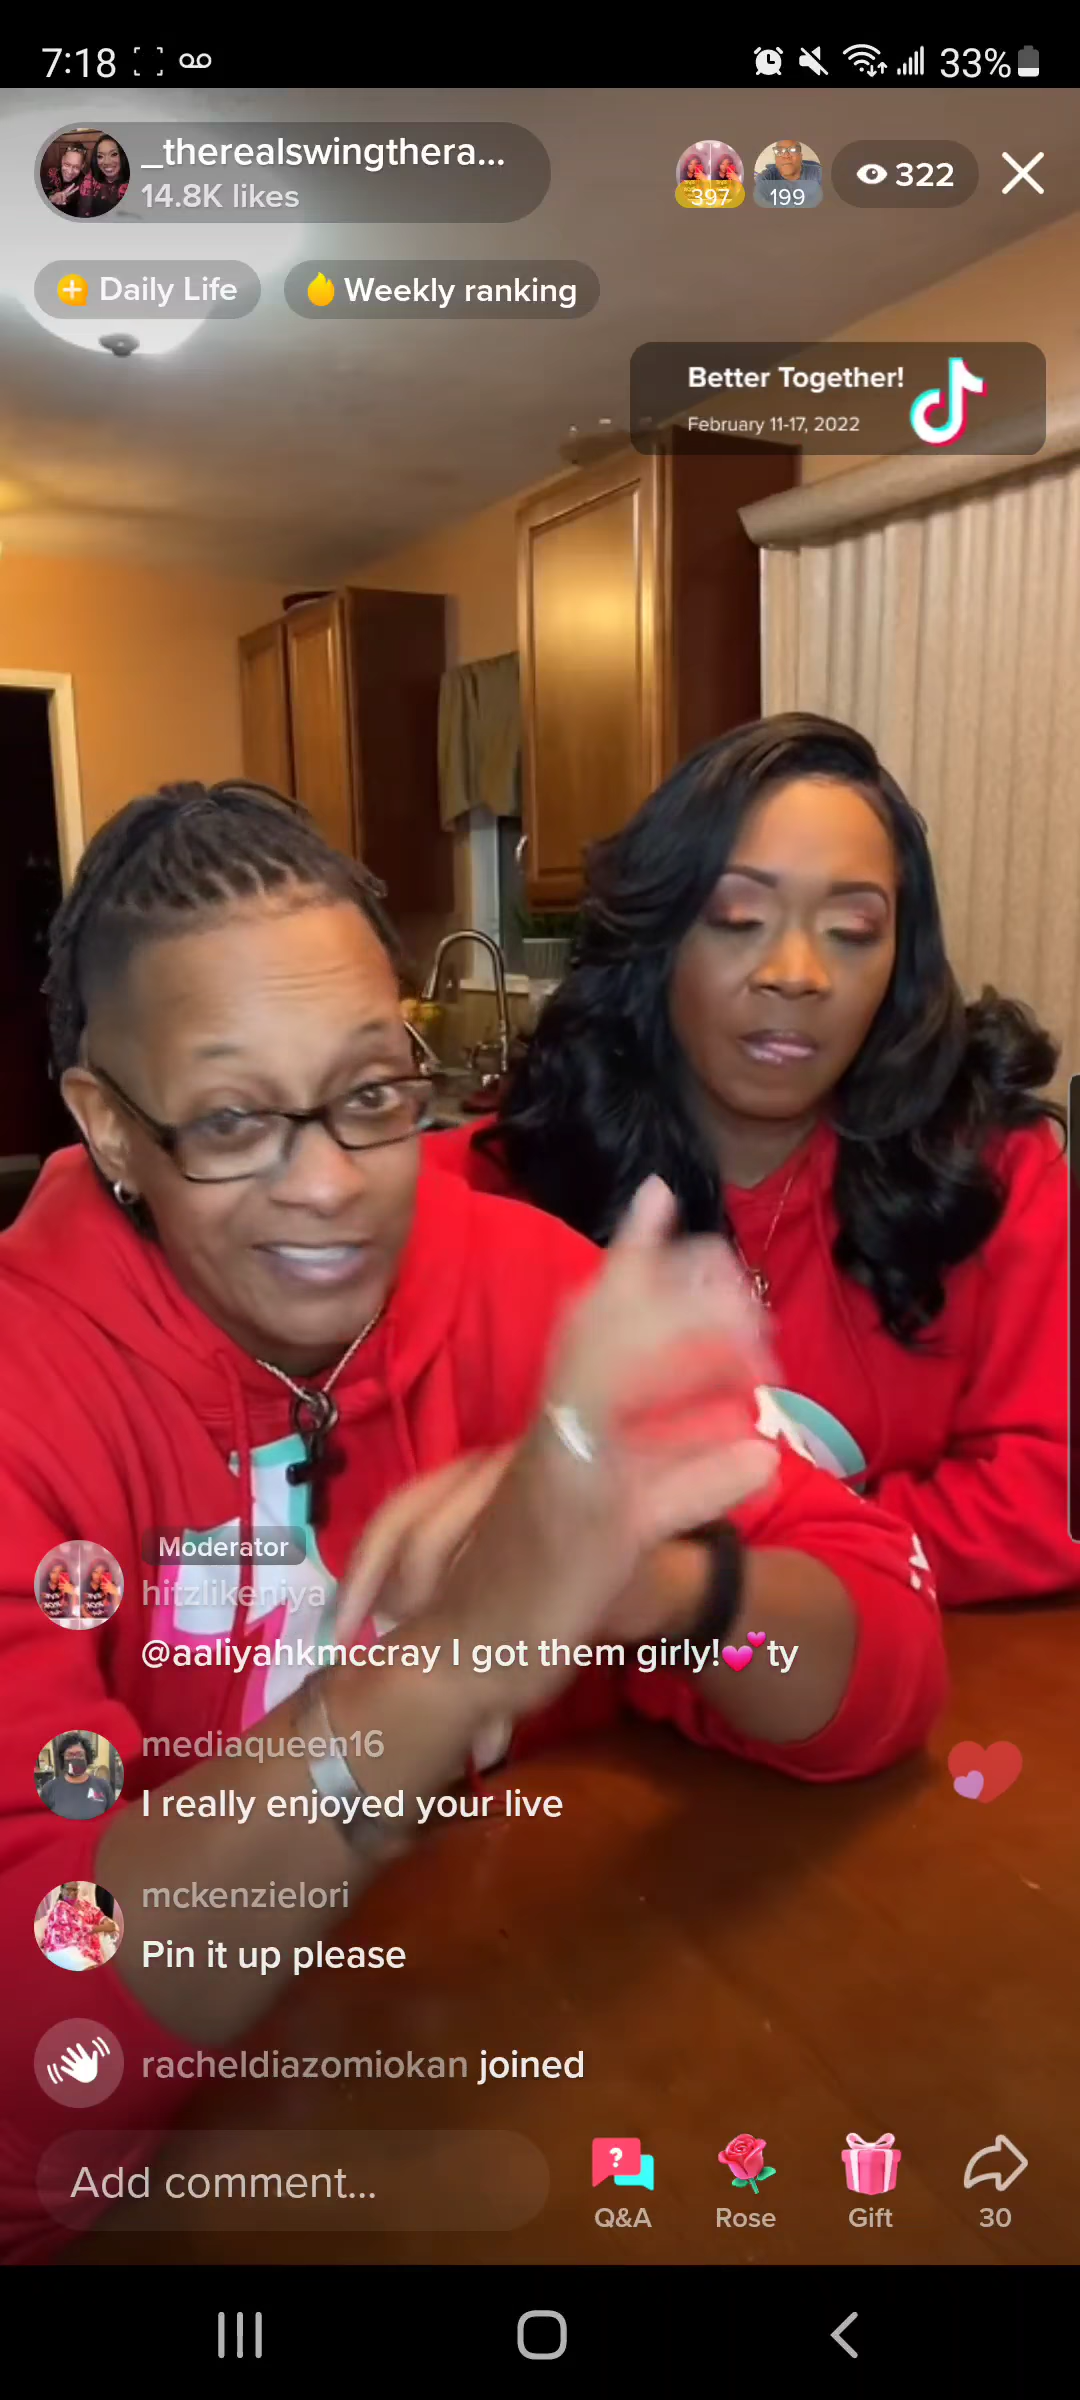 7:18
33%
_therealswingthera...
14.8K likes
397
199
322
Daily Life
Weekly ranking
Better Together!
February 11-17, 2022
Moderator
hitzlikeniya
@aaliyahkmccray I got them girly!💕ty
mediaqueen16
I really enjoyed your live
mckenzielori
Pin it up please
racheldiazomiokan joined
Add comment...
Q&A
Rose
Gift
30